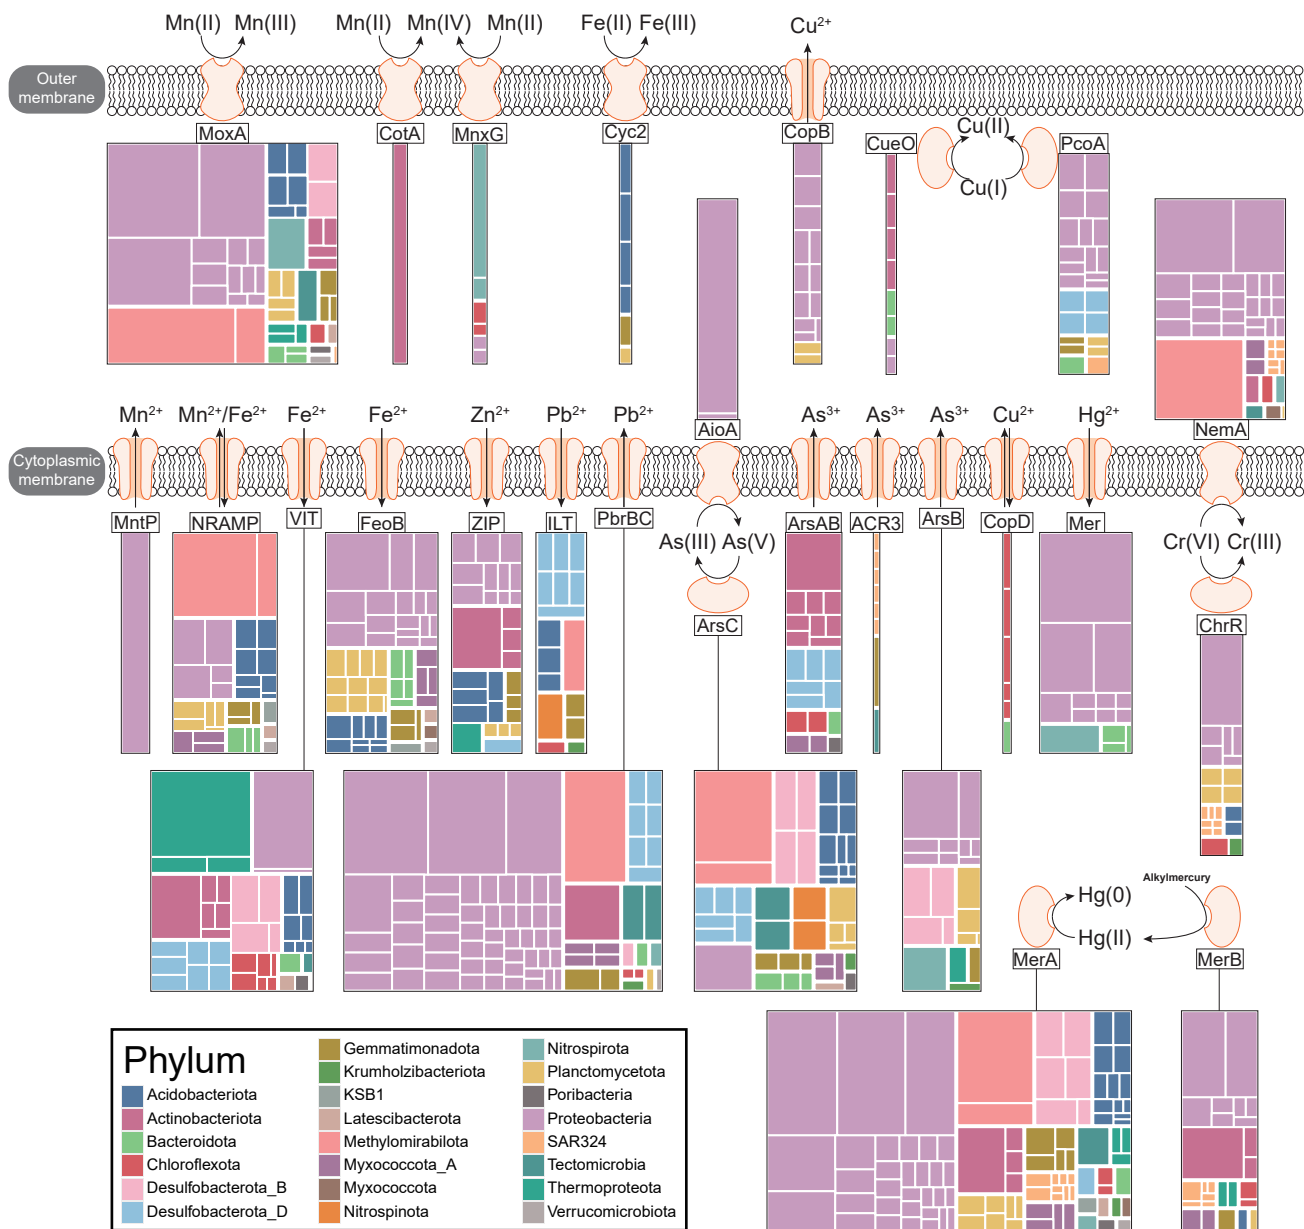 Mn(II) Mn(III) Mn(II) Mn(IV) Mn(II) Fe(II) Fe(III) Cu²⁺
Outer
membrane
MoxA CotA MnxG Cyc2 CopB CueO Cu(II) PcoA
Cu(I)
Mn²⁺ Mn²⁺/Fe²⁺ Fe²⁺ Fe²⁺ Zn²⁺ Pb²⁺ Pb²⁺ AioA As³⁺ As³⁺ As³⁺ Cu²⁺ Hg²⁺ NemA
Cytoplasmic
membrane
MntP NRAMP VIT FeoB ZIP ILT PbrBC ArsAB ACR3 ArsB CopD Mer
As(III) As(V) Cr(VI) Cr(III)
ArsC ChrR
Alkylmercury
Hg(0)
Hg(II)
MerA MerB
Phylum
Acidobacteriota
Actinobacteriota
Bacteroidota
Chloroflexota
Desulfobacterota_B
Desulfobacterota_D
Gemmatimonadota
Krumholzibacteriota
KSB1
Latescibacterota
Methylomirabilota
Myxococcota_A
Myxococcota
Nitrospinota
Nitrospirota
Planctomycetota
Poribacteria
Proteobacteria
SAR324
Tectomicrobia
Thermoproteota
Verrucomicrobiota